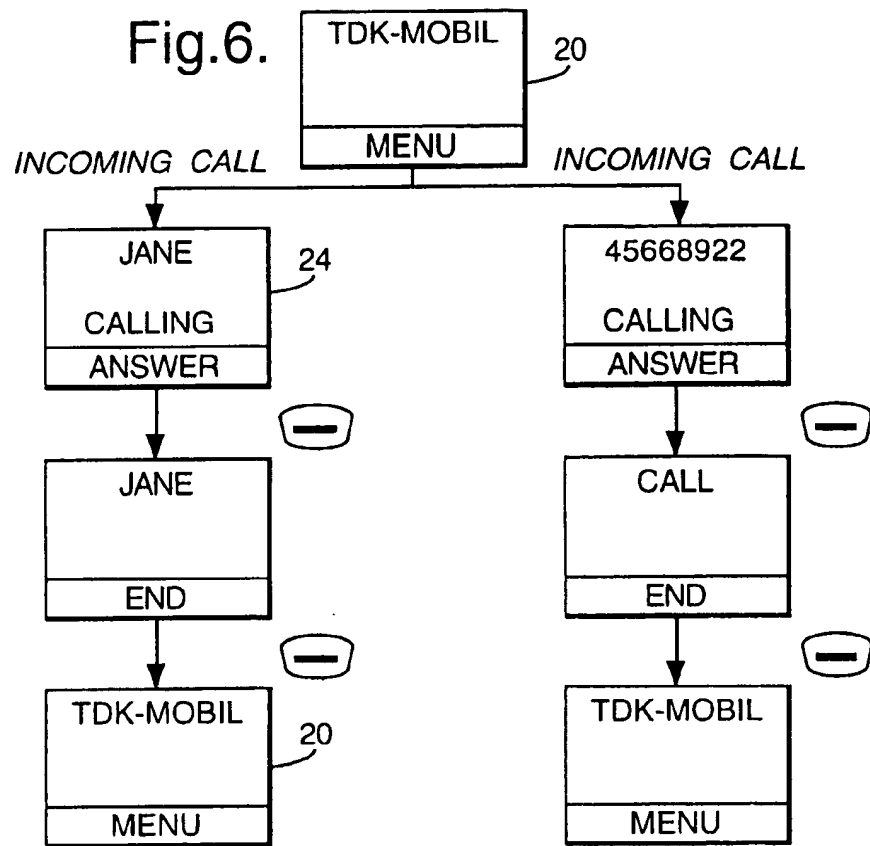 Fig.6.
TDK-MOBIL
20
MENU
INCOMING CALL
INCOMING CALL
JANE
CALLING
ANSWER
24
45668922
CALLING
ANSWER
JANE
END
CALL
END
TDK-MOBIL
MENU
20
TDK-MOBIL
MENU